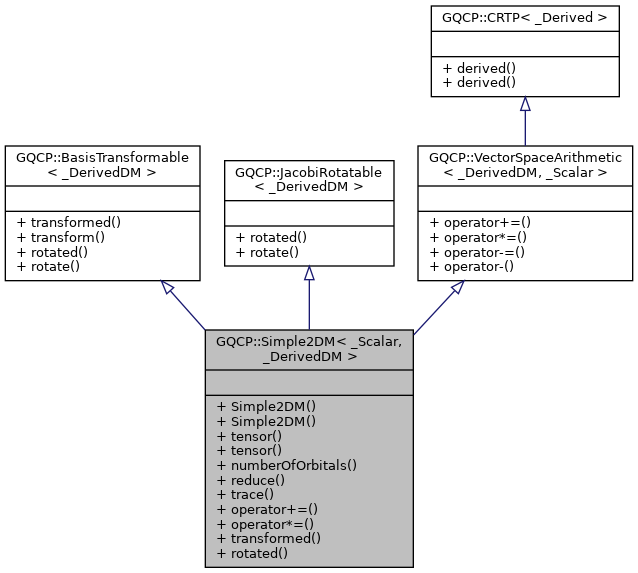 GQCP::CRTP< _Derived >
+ derived()
+ derived()
GQCP::BasisTransformable
< _DerivedDM >
+ transformed()
+ transform()
+ rotated()
+ rotate()
GQCP::JacobiRotatable
< _DerivedDM >
+ rotated()
+ rotate()
GQCP::VectorSpaceArithmetic
< _DerivedDM, _Scalar >
+ operator+=()
+ operator*=()
+ operator-=()
+ operator-()
GQCP::Simple2DM< _Scalar,
_DerivedDM >
+ Simple2DM()
+ Simple2DM()
+ tensor()
+ tensor()
+ numberOfOrbitals()
+ reduce()
+ trace()
+ operator+=()
+ operator*=()
+ transformed()
+ rotated()